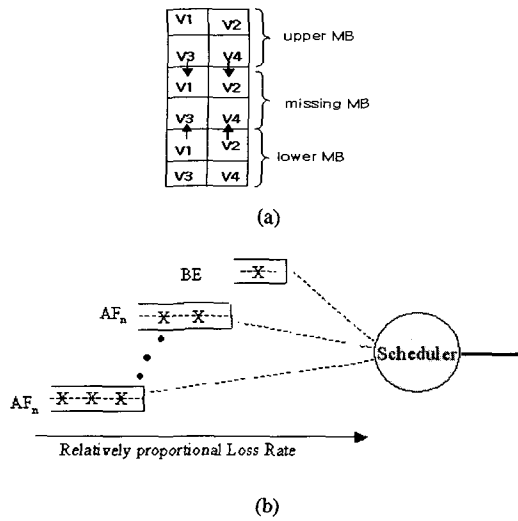 V1 V2
upper MB
V3 V4
V1 V2
missing MB
V3 V4
V1 V2
lower MB
V3 V4
(a)
BE X
AFn X X
Scheduler
AFn X X X
Relatively proportional Loss Rate
(b)